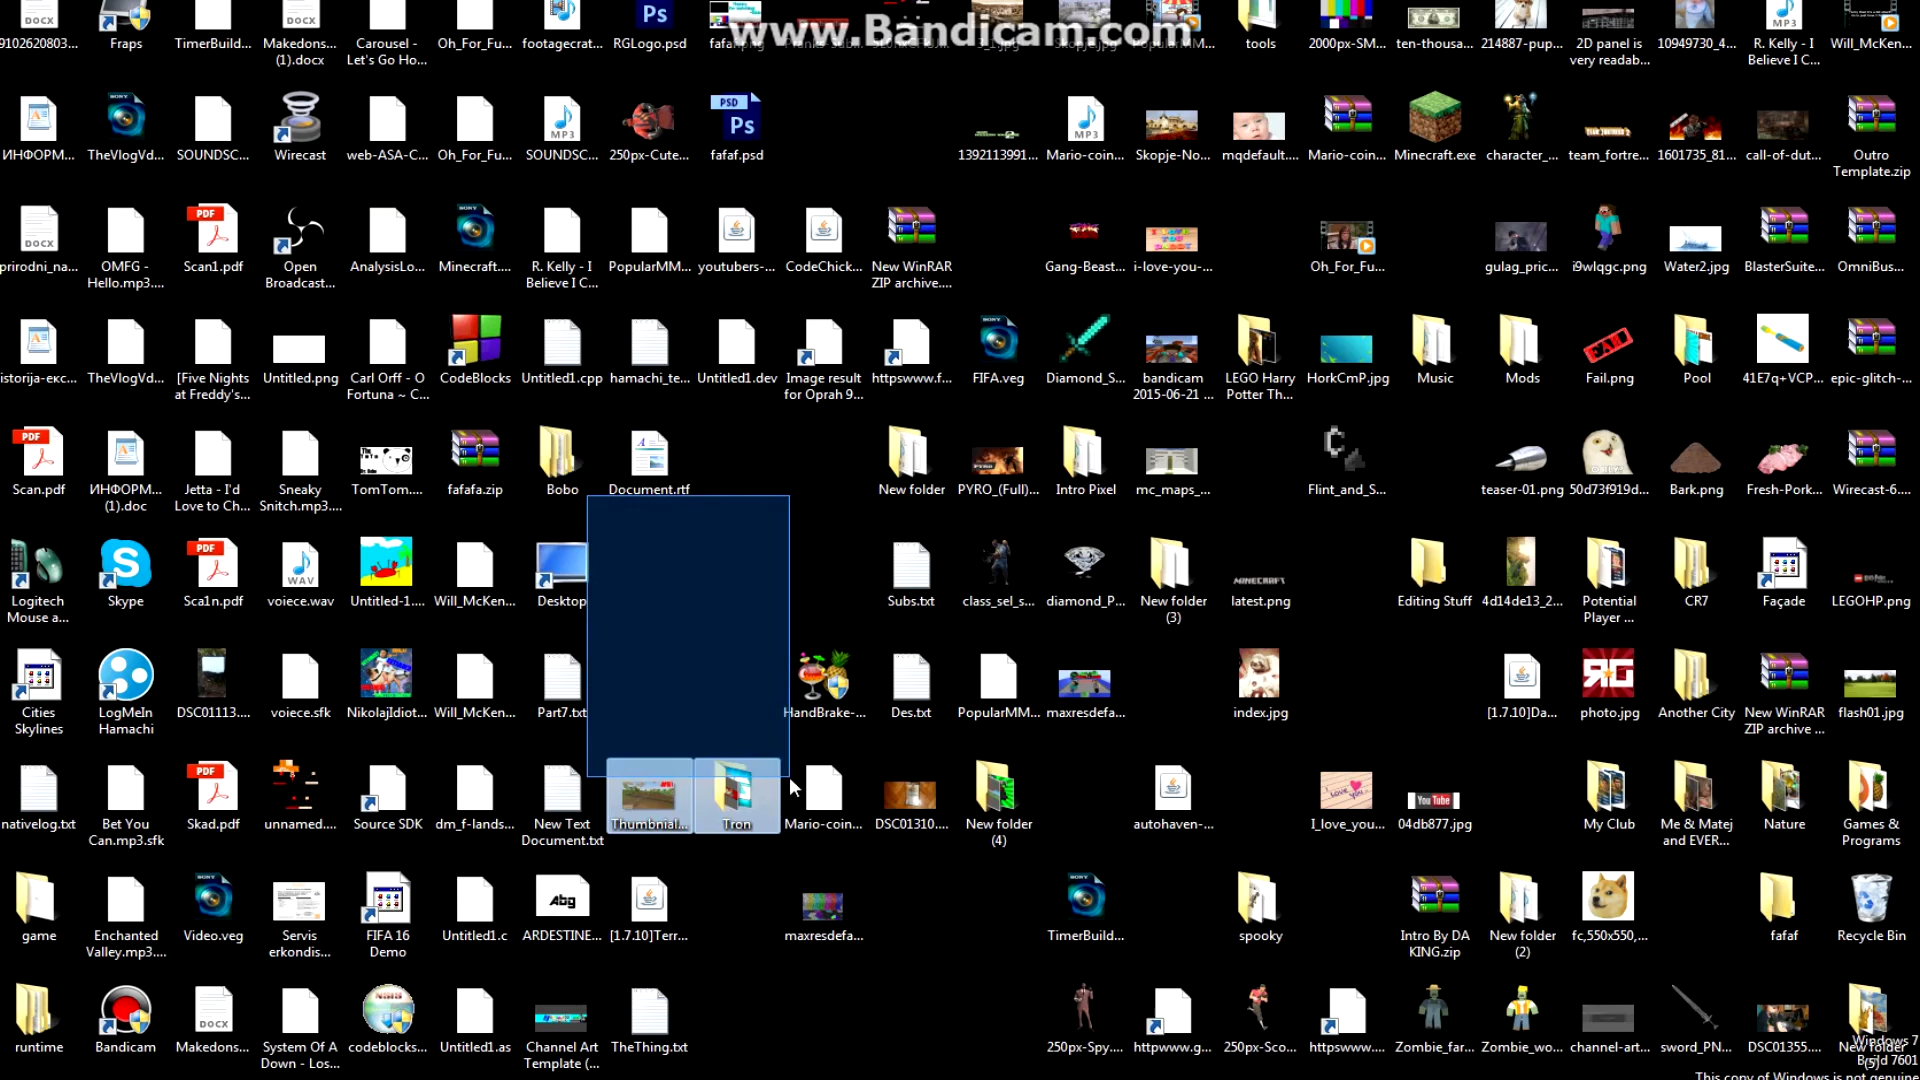 www.Bandicam.com
9102620803...
Fraps
TimerBuild...
Makedons... (1).docx
Carousel - Let's Go Ho...
Oh_For_Fu...
footagecrat...
RGLogo.psd
tools
2000px-SM...
ten-thousa...
214887-pup...
2D panel is very readab...
10949730_4...
R. Kelly - I Believe I C...
Will_McKen...
ИНФОРМ...
TheVlogVd...
SOUNDSC...
Wirecast
web-ASA-C...
Oh_For_Fu...
SOUNDSC...
250px-Cute...
fafaf.psd
1392113991...
Mario-coin...
Skopje-No...
mqdefault....
Mario-coin...
Minecraft.exe
character_...
team_fortre...
1601735_81...
call-of-dut...
Outro Template.zip
prirodni_na...
OMFG - Hello.mp3....
Scan1.pdf
Open Broadcast...
AnalysisLo...
Minecraft....
R. Kelly - I Believe I C...
PopularMM...
youtubers-...
CodeChick...
New WinRAR ZIP archive....
Gang-Beast...
i-love-you-...
Oh_For_Fu...
gulag_pric...
i9wlqgc.png
Water2.jpg
BlasterSuite...
OmniBus...
istorija-екс...
TheVlogVd...
[Five Nights at Freddy's...
Untitled.png
Carl Orff - O Fortuna ~ C...
CodeBlocks
Untitled1.cpp
hamachi_te...
Untitled1.dev
Image result for Oprah 9...
httpswww.f...
FIFA.veg
Diamond_S...
bandicam 2015-06-21 ...
LEGO Harry Potter Th...
HorkCmP.jpg
Music
Mods
Fail.png
Pool
41E7q+VCP...
epic-glitch-...
Scan.pdf
ИНФОРМ... (1).doc
Jetta - I'd Love to Ch...
Sneaky Snitch.mp3....
TomTom....
fafafa.zip
Bobo
Document.rtf
New folder
PYRO_(Full)...
Intro Pixel
mc_maps_...
Flint_and_S...
teaser-01.png
50d73f919d...
Bark.png
Fresh-Pork...
Wirecast-6....
Logitech Mouse a...
Skype
Sca1n.pdf
voiece.wav
Untitled-1....
Will_McKen...
Desktop
Subs.txt
class_sel_s...
diamond_P...
New folder (3)
latest.png
Editing Stuff
4d14de13_2...
Potential Player ...
CR7
Façade
LEGOHP.png
Cities Skylines
LogMeIn Hamachi
DSC01113....
voiece.sfk
NikolajIdiot...
Will_McKen...
Part7.txt
HandBrake-...
Des.txt
PopularMM...
maxresdefa...
index.jpg
[1.7.10]Da...
photo.jpg
Another City
New WinRAR ZIP archive ...
flash01.jpg
nativelog.txt
Bet You Can.mp3.sfk
Skad.pdf
unnamed....
Source SDK
dm_f-lands...
New Text Document.txt
Thumbnial...
Tron
Mario-coin...
DSC01310....
New folder (4)
autohaven-...
I_love_you...
04db877.jpg
My Club
Me & Matej and EVER...
Nature
Games & Programs
game
Enchanted Valley.mp3....
Video.veg
Servis erkondis...
FIFA 16 Demo
Untitled1.c
ARDESTINE...
[1.7.10]Terr...
maxresdefa...
TimerBuild...
spooky
Intro By DA KING.zip
New folder (2)
fc,550x550,...
fafaf
Recycle Bin
runtime
Bandicam
Makedons...
System Of A Down - Los...
codeblocks...
Untitled1.as
Channel Art Template (...
TheThing.txt
250px-Spy....
httpwww.g...
250px-Sco...
httpswww....
Zombie_far...
Zombie_wo...
channel-art...
sword_PN...
DSC01355....
New folder (5)
Windows 7
Build 7601
This copy of Windows is not genuine